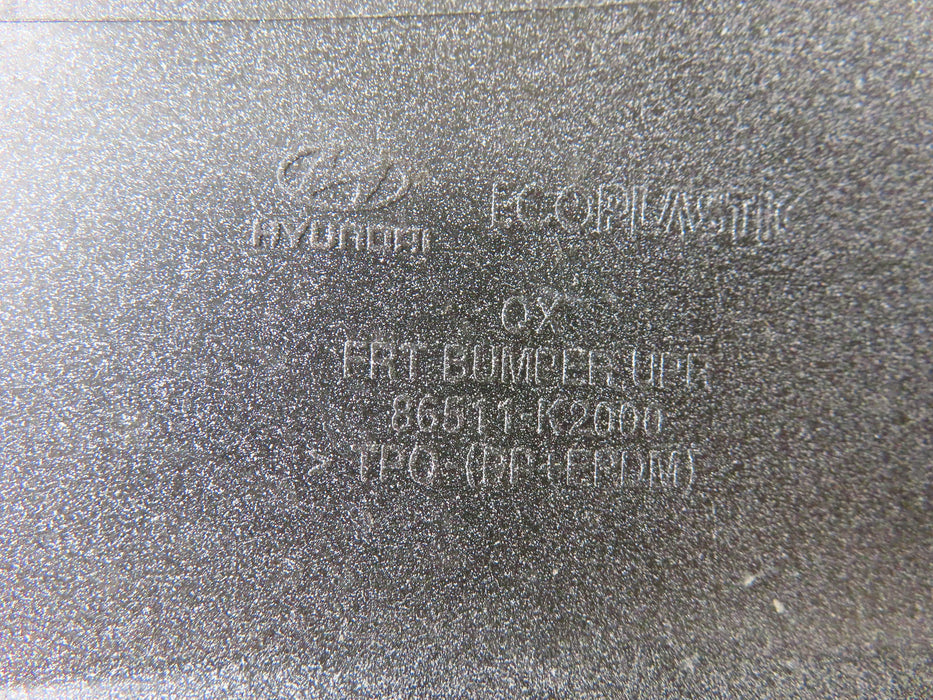 HYUNDAI ECOPLASTIC
QX
FRT BUMPER UPR
86511-K2000
> TPO (PP+EPDM)